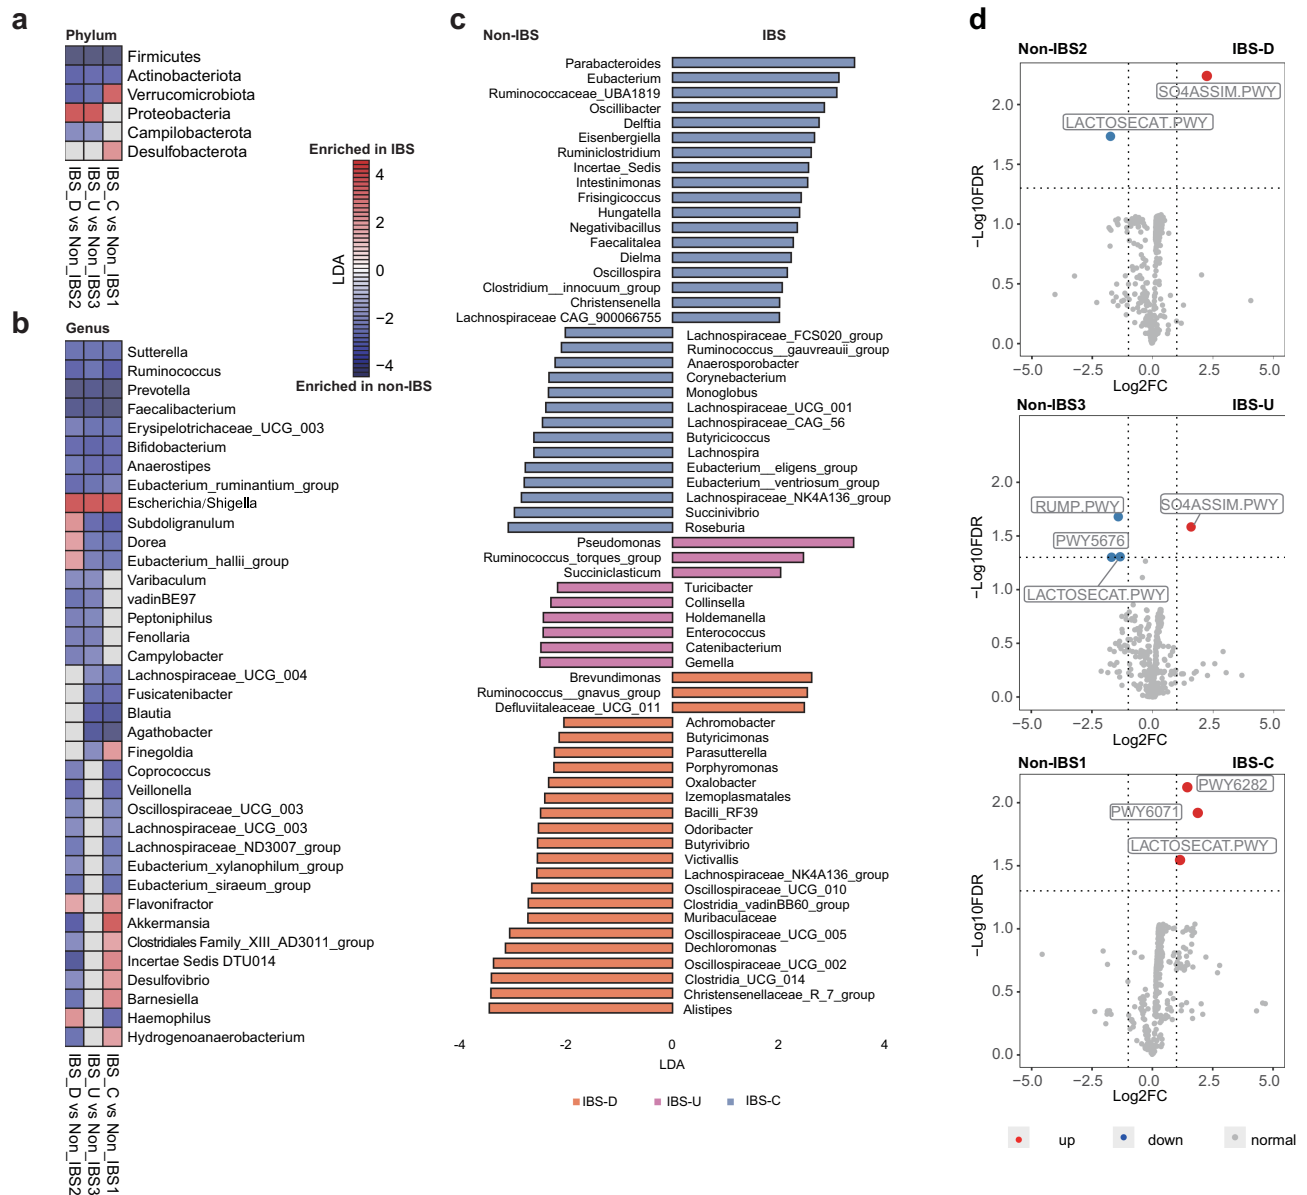 a
Phylum
Firmicutes
Actinobacteriota
Verrucomicrobiota
Proteobacteria
Campilobacterota
Desulfobacterota
IBS_D vs Non_IBS2
IBS_U vs Non_IBS3
IBS_C vs Non_IBS1
Enriched in IBS
4
2
0
−2
−4
LDA
Enriched in non-IBS
b
Genus
Sutterella
Ruminococcus
Prevotella
Faecalibacterium
Erysipelotrichaceae_UCG_003
Bifidobacterium
Anaerostipes
Eubacterium_ruminantium_group
Escherichia/Shigella
Subdoligranulum
Dorea
Eubacterium_hallii_group
Varibaculum
vadinBE97
Peptoniphilus
Fenollaria
Campylobacter
Lachnospiraceae_UCG_004
Fusicatenibacter
Blautia
Agathobacter
Finegoldia
Coprococcus
Veillonella
Oscillospiraceae_UCG_003
Lachnospiraceae_UCG_003
Lachnospiraceae_ND3007_group
Eubacterium_xylanophilum_group
Eubacterium_siraeum_group
Flavonifractor
Akkermansia
Clostridiales Family_XIII_AD3011_group
Incertae Sedis DTU014
Desulfovibrio
Barnesiella
Haemophilus
Hydrogenoanaerobacterium
IBS_D vs Non_IBS2
IBS_U vs Non_IBS3
IBS_C vs Non_IBS1
c
Non-IBS IBS
Parabacteroides
Eubacterium
Ruminococcaceae_UBA1819
Oscillibacter
Delftia
Eisenbergiella
Ruminiclostridium
Incertae_Sedis
Intestinimonas
Frisingicoccus
Hungatella
Negativibacillus
Faecalitalea
Dielma
Oscillospira
Clostridium__innocuum_group
Christensenella
Lachnospiraceae CAG_900066755
Lachnospiraceae_FCS020_group
Ruminococcus__gauvreauii_group
Anaerosporobacter
Corynebacterium
Monoglobus
Lachnospiraceae_UCG_001
Lachnospiraceae_CAG_56
Butyricicoccus
Lachnospira
Eubacterium__eligens_group
Eubacterium__ventriosum_group
Lachnospiraceae_NK4A136_group
Succinivibrio
Roseburia
Pseudomonas
Ruminococcus_torques_group
Succiniclasticum
Turicibacter
Collinsella
Holdemanella
Enterococcus
Catenibacterium
Gemella
Brevundimonas
Ruminococcus__gnavus_group
Defluviitaleaceae_UCG_011
Achromobacter
Butyricimonas
Parasutterella
Porphyromonas
Oxalobacter
Izemoplasmatales
Bacilli_RF39
Odoribacter
Butyrivibrio
Victivallis
Lachnospiraceae_NK4A136_group
Oscillospiraceae_UCG_010
Clostridia_vadinBB60_group
Muribaculaceae
Oscillospiraceae_UCG_005
Dechloromonas
Oscillospiraceae_UCG_002
Clostridia_UCG_014
Christensenellaceae_R_7_group
Alistipes
-4 -2 0 2 4
LDA
IBS-D IBS-U IBS-C
d
Non-IBS2 IBS-D
SO4ASSIM.PWY
LACTOSECAT.PWY
2.0
1.5
1.0
0.5
0.0
−Log10FDR
−5.0 −2.5 0.0 2.5 5.0
Log2FC
Non-IBS3 IBS-U
RUMP.PWY
SO4ASSIM.PWY
PWY5676
LACTOSECAT.PWY
2.0
1.5
1.0
0.5
0.0
−Log10FDR
−5.0 −2.5 0.0 2.5 5.0
Log2FC
Non-IBS1 IBS-C
PWY6282
PWY6071
LACTOSECAT.PWY
2.0
1.5
1.0
0.5
0.0
−Log10FDR
−5.0 −2.5 0.0 2.5 5.0
Log2FC
up down normal